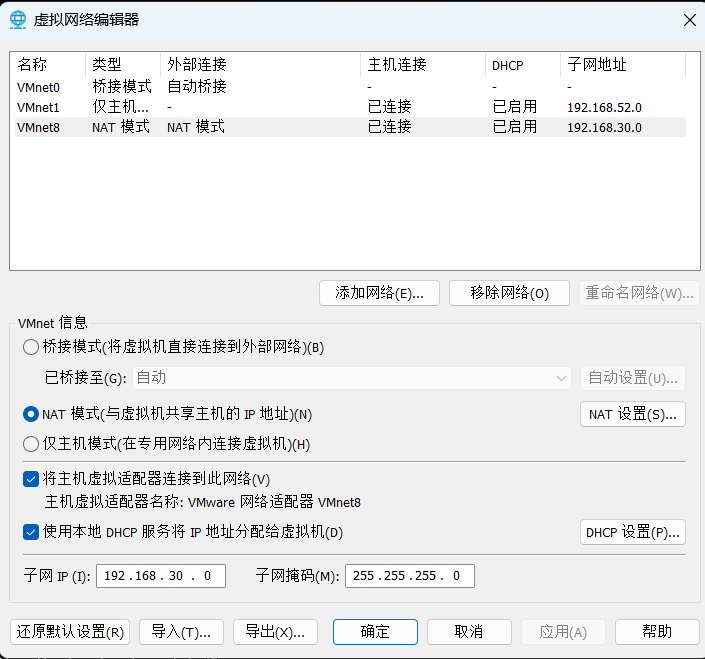 虚拟网络编辑器
名称 类型 外部连接 主机连接 DHCP 子网地址
VMnet0 桥接模式 自动桥接 - - -
VMnet1 仅主机... - 已连接 已启用 192.168.52.0
VMnet8 NAT 模式 NAT 模式 已连接 已启用 192.168.30.0
添加网络(E)... 移除网络(O) 重命名网络(W)...
VMnet 信息
桥接模式(将虚拟机直接连接到外部网络)(B)
已桥接至(G): 自动 自动设置(U)...
NAT 模式(与虚拟机共享主机的 IP 地址)(N) NAT 设置(S)...
仅主机模式(在专用网络内连接虚拟机)(H)
将主机虚拟适配器连接到此网络(V)
主机虚拟适配器名称: VMware 网络适配器 VMnet8
使用本地 DHCP 服务将 IP 地址分配给虚拟机(D) DHCP 设置(P)...
子网 IP (I): 192 . 168 . 30 . 0 子网掩码(M): 255 . 255 . 255 . 0
还原默认设置(R) 导入(T)... 导出(X)... 确定 取消 应用(A) 帮助